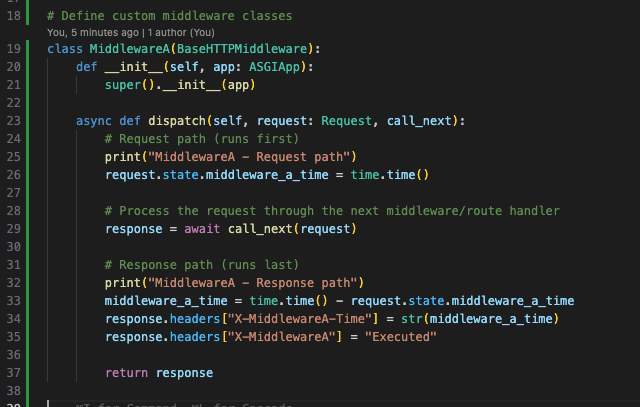 17
18 # Define custom middleware classes
You, 5 minutes ago | 1 author (You)
19 class MiddlewareA(BaseHTTPMiddleware):
20 def __init__(self, app: ASGIApp):
21 super().__init__(app)
22
23 async def dispatch(self, request: Request, call_next):
24 # Request path (runs first)
25 print("MiddlewareA - Request path")
26 request.state.middleware_a_time = time.time()
27
28 # Process the request through the next middleware/route handler
29 response = await call_next(request)
30
31 # Response path (runs last)
32 print("MiddlewareA - Response path")
33 middleware_a_time = time.time() - request.state.middleware_a_time
34 response.headers["X-MiddlewareA-Time"] = str(middleware_a_time)
35 response.headers["X-MiddlewareA"] = "Executed"
36
37 return response
38